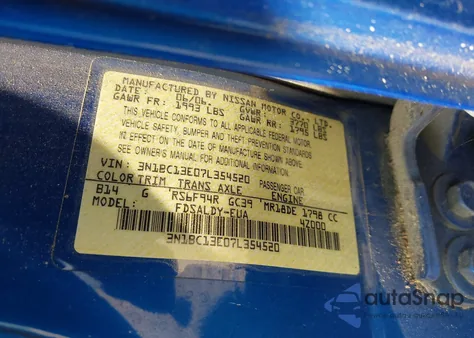 MANUFACTURED BY NISSAN MOTOR CO., LTD.
DATE: 06/06. GVWR: LBS
GAWR FR: 1993 LBS GAWR RR: 1795 LBS
THIS VEHICLE CONFORMS TO ALL APPLICABLE FEDERAL MOTOR
VEHICLE SAFETY, BUMPER AND THEFT PREVENTION STANDARDS
IN EFFECT ON THE DATE OF MANUFACTURE SHOWN ABOVE.
SEE OWNER'S MANUAL FOR ADDITIONAL INFORMATION
VIN: 3N1BC13E07L354520 PASSENGER CAR
COLOR TRIM TRANS AXLE ENGINE
B14 G RS6F94R GC39 MR18DE 1798 CC
MODEL: FDSALDY-EUA 4Z000
3N1BC13E07L354520
autoSnap